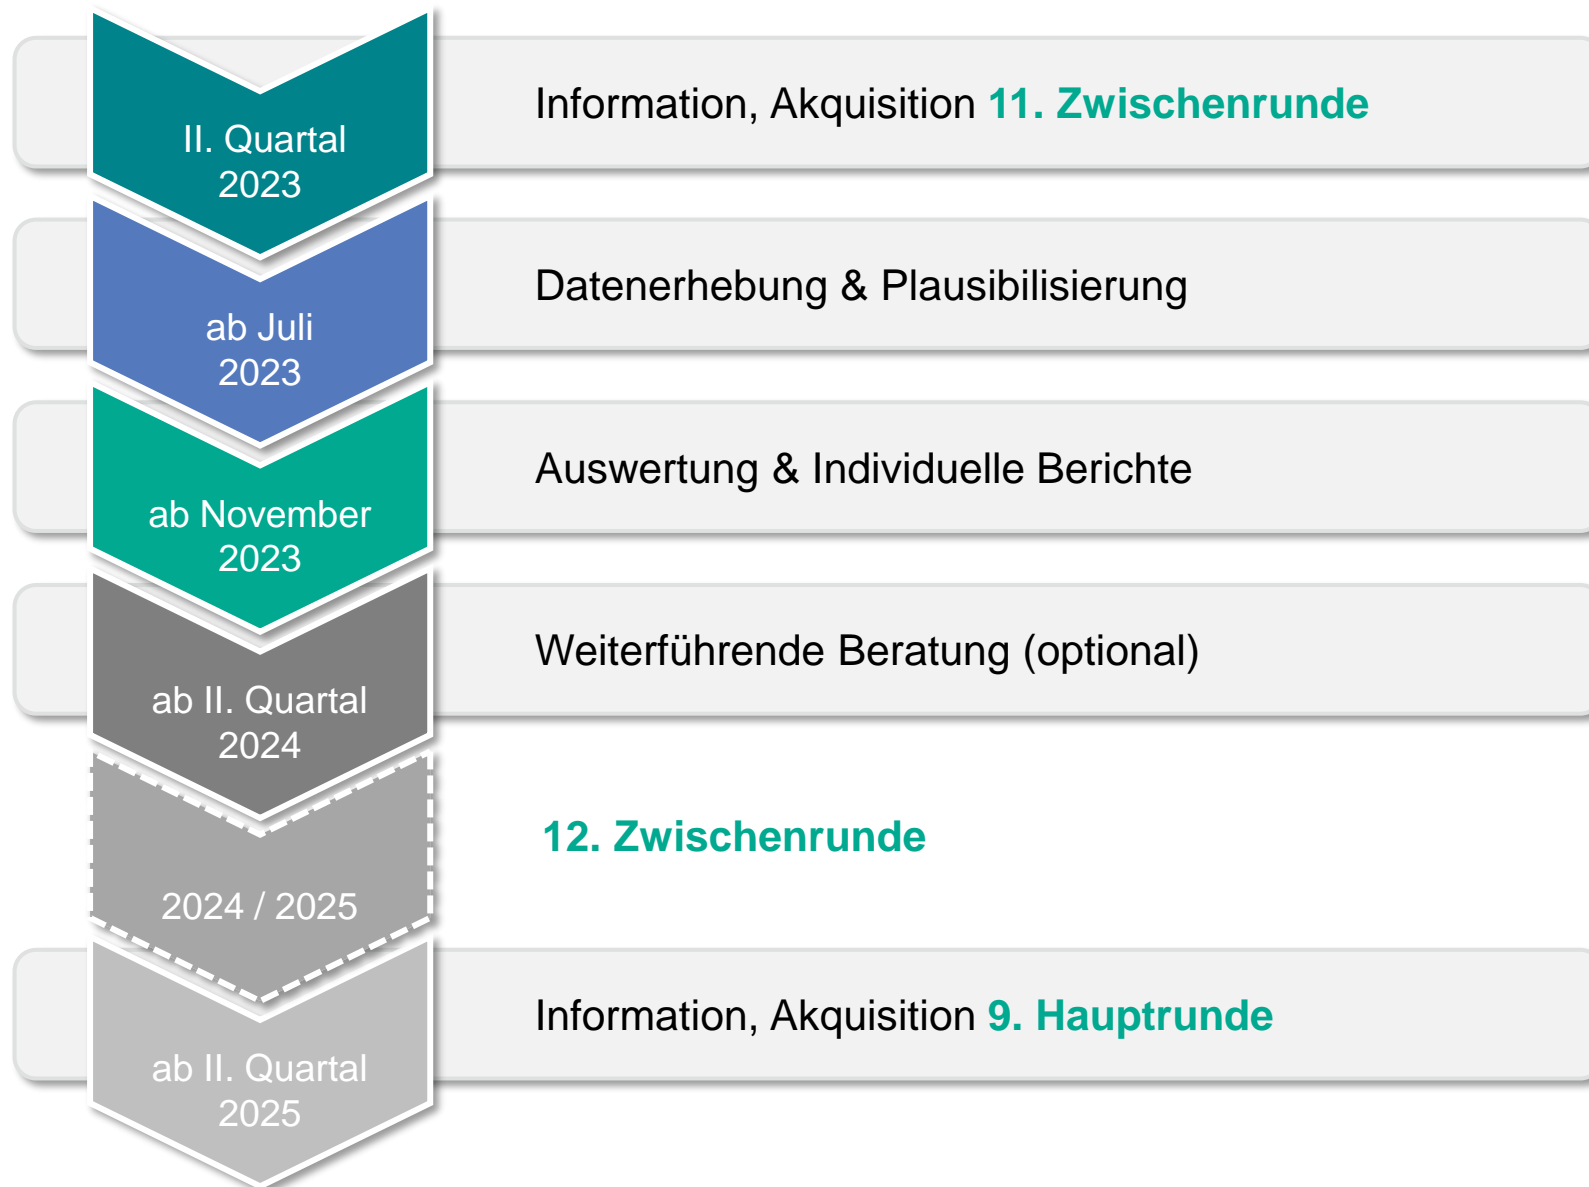 Information, Akquisition 11. Zwischenrunde
II. Quartal
2023
Datenerhebung & Plausibilisierung
ab Juli
2023
Auswertung & Individuelle Berichte
ab November
2023
Weiterführende Beratung (optional)
ab II. Quartal
2024
12. Zwischenrunde
2024 / 2025
Information, Akquisition 9. Hauptrunde
ab II. Quartal
2025